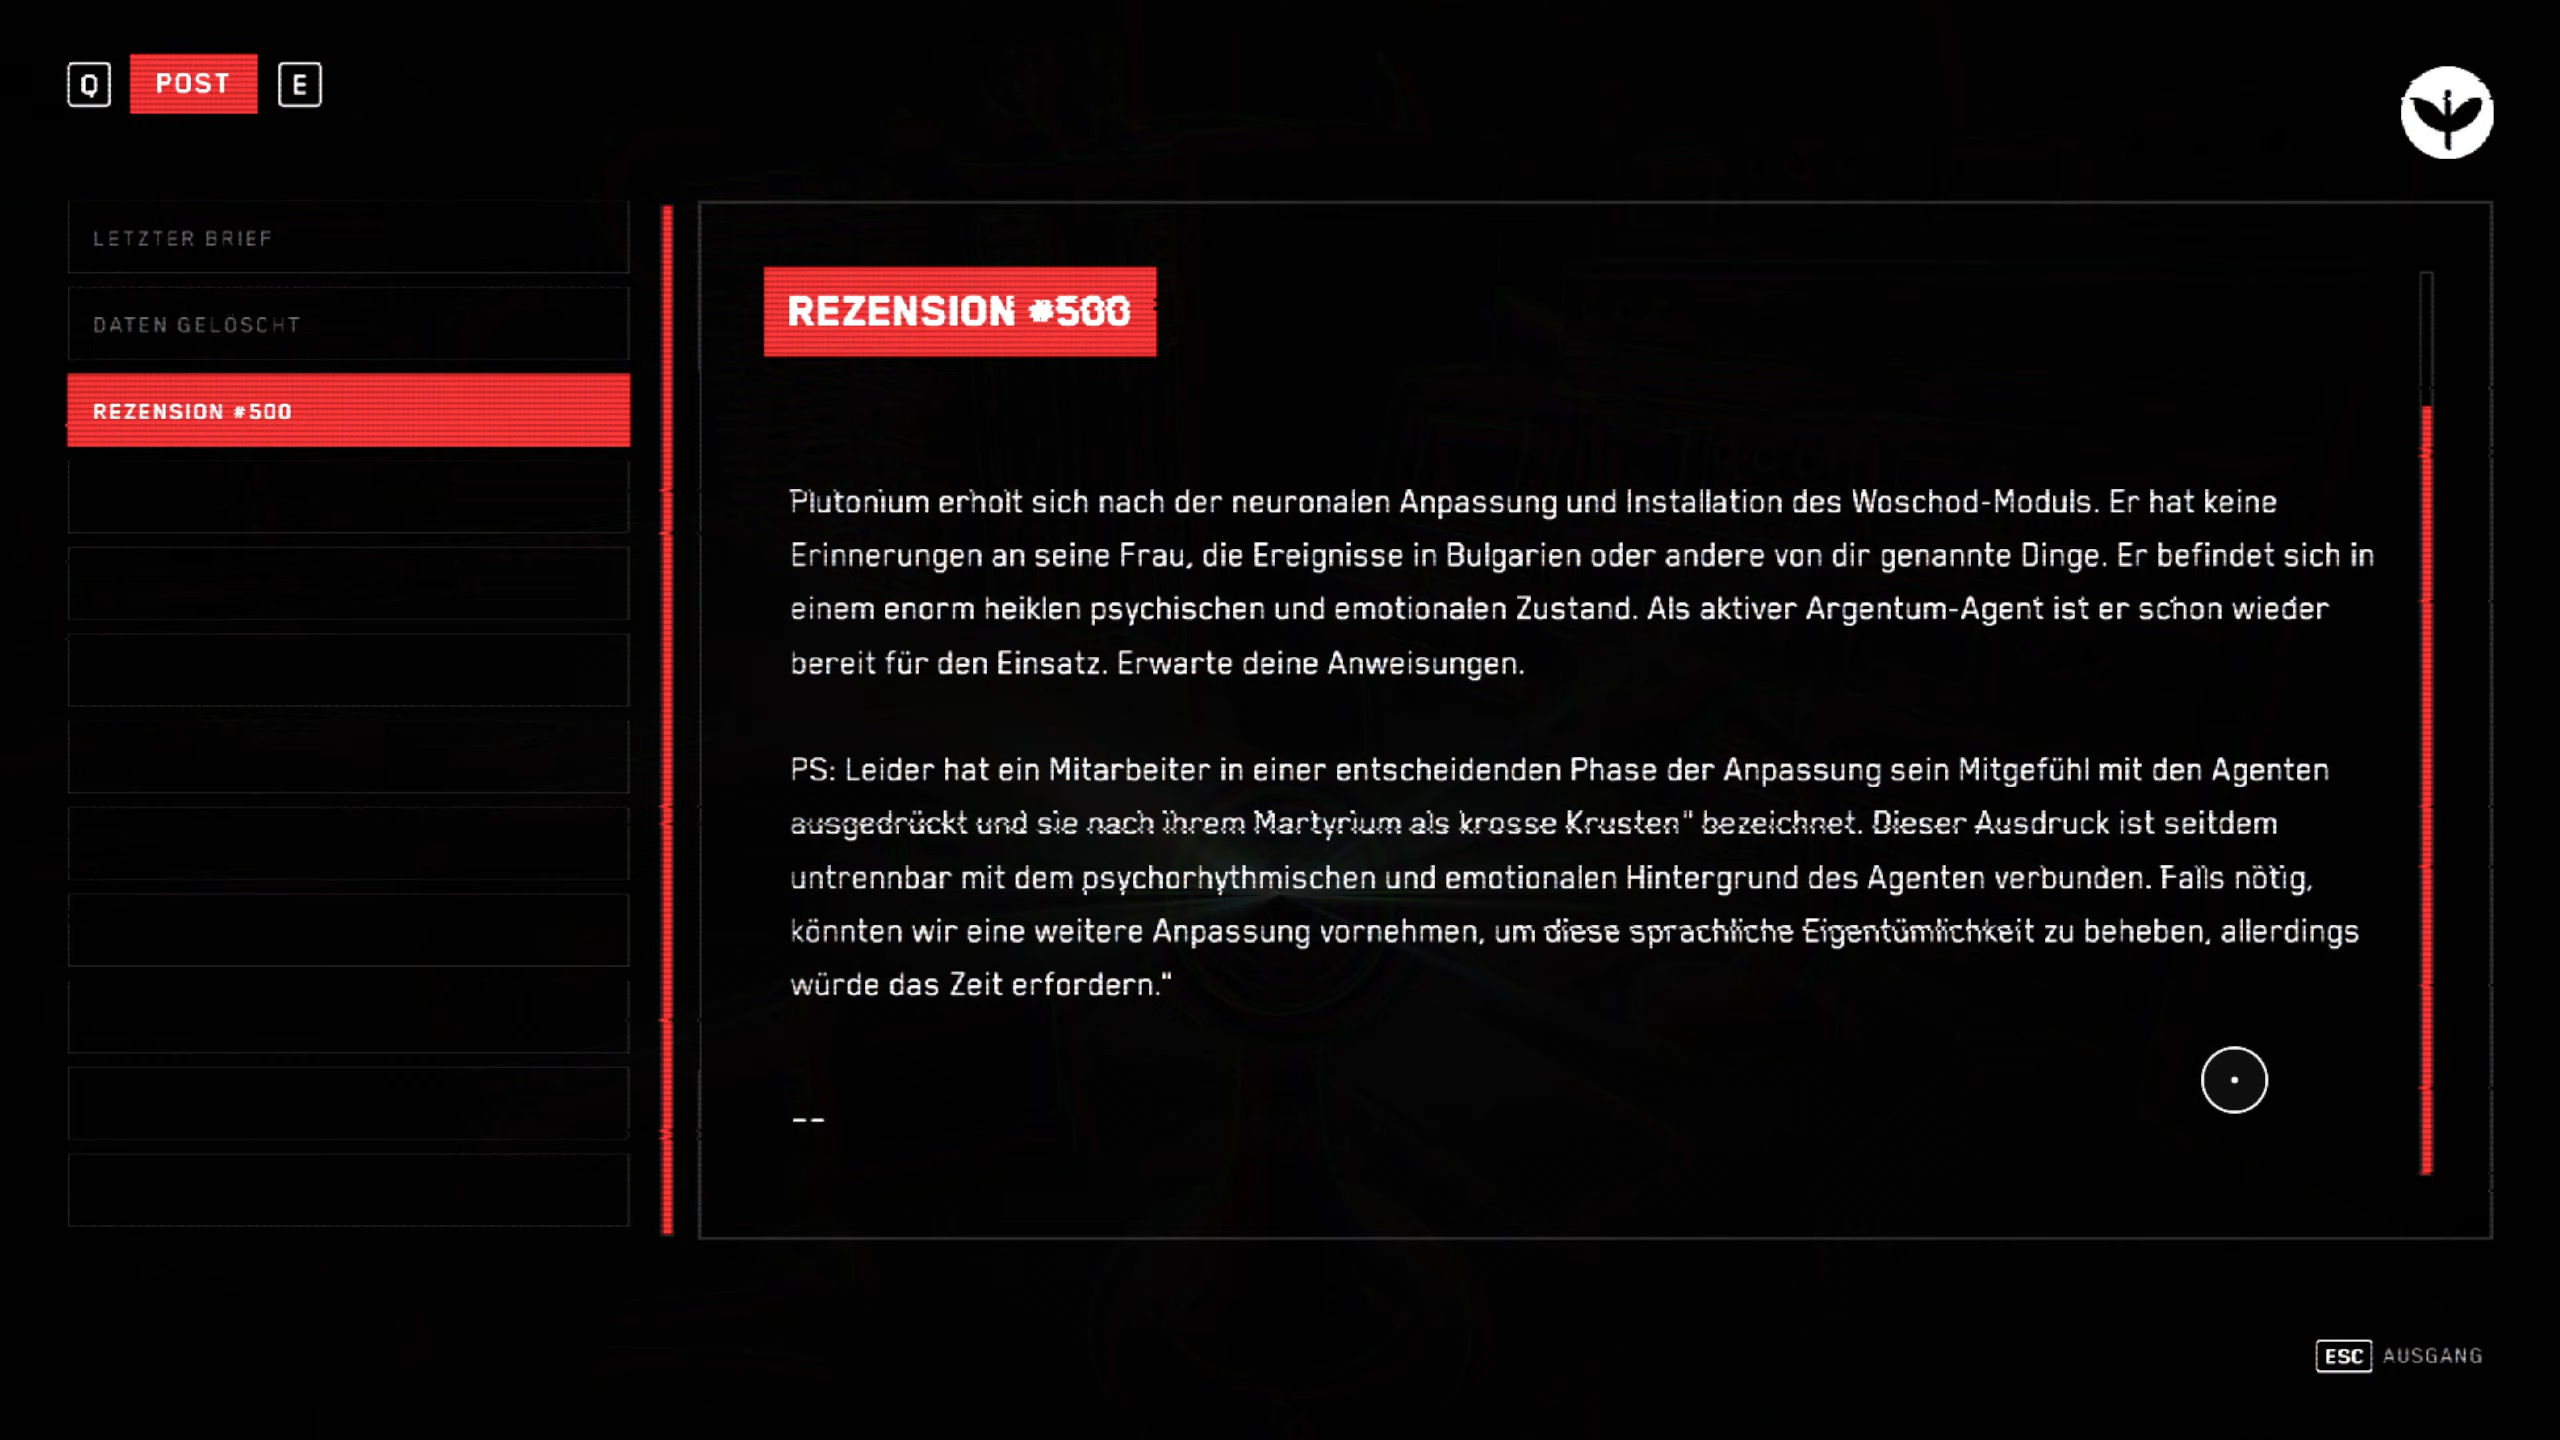 Q POST E
LETZTER BRIEF
DATEN GELÖSCHT
REZENSION #500
REZENSION #500
Plutonium erholt sich nach der neuronalen Anpassung und Installation des Woschod-Moduls. Er hat keine
Erinnerungen an seine Frau, die Ereignisse in Bulgarien oder andere von dir genannte Dinge. Er befindet sich in
einem enorm heiklen psychischen und emotionalen Zustand. Als aktiver Argentum-Agent ist er schon wieder
bereit für den Einsatz. Erwarte deine Anweisungen.
PS: Leider hat ein Mitarbeiter in einer entscheidenden Phase der Anpassung sein Mitgefühl mit den Agenten
ausgedrückt und sie nach ihrem Martyrium als krosse Krusten" bezeichnet. Dieser Ausdruck ist seitdem
untrennbar mit dem psychorhythmischen und emotionalen Hintergrund des Agenten verbunden. Falls nötig,
könnten wir eine weitere Anpassung vornehmen, um diese sprachliche Eigentümlichkeit zu beheben, allerdings
würde das Zeit erfordern."
--
ESC AUSGANG